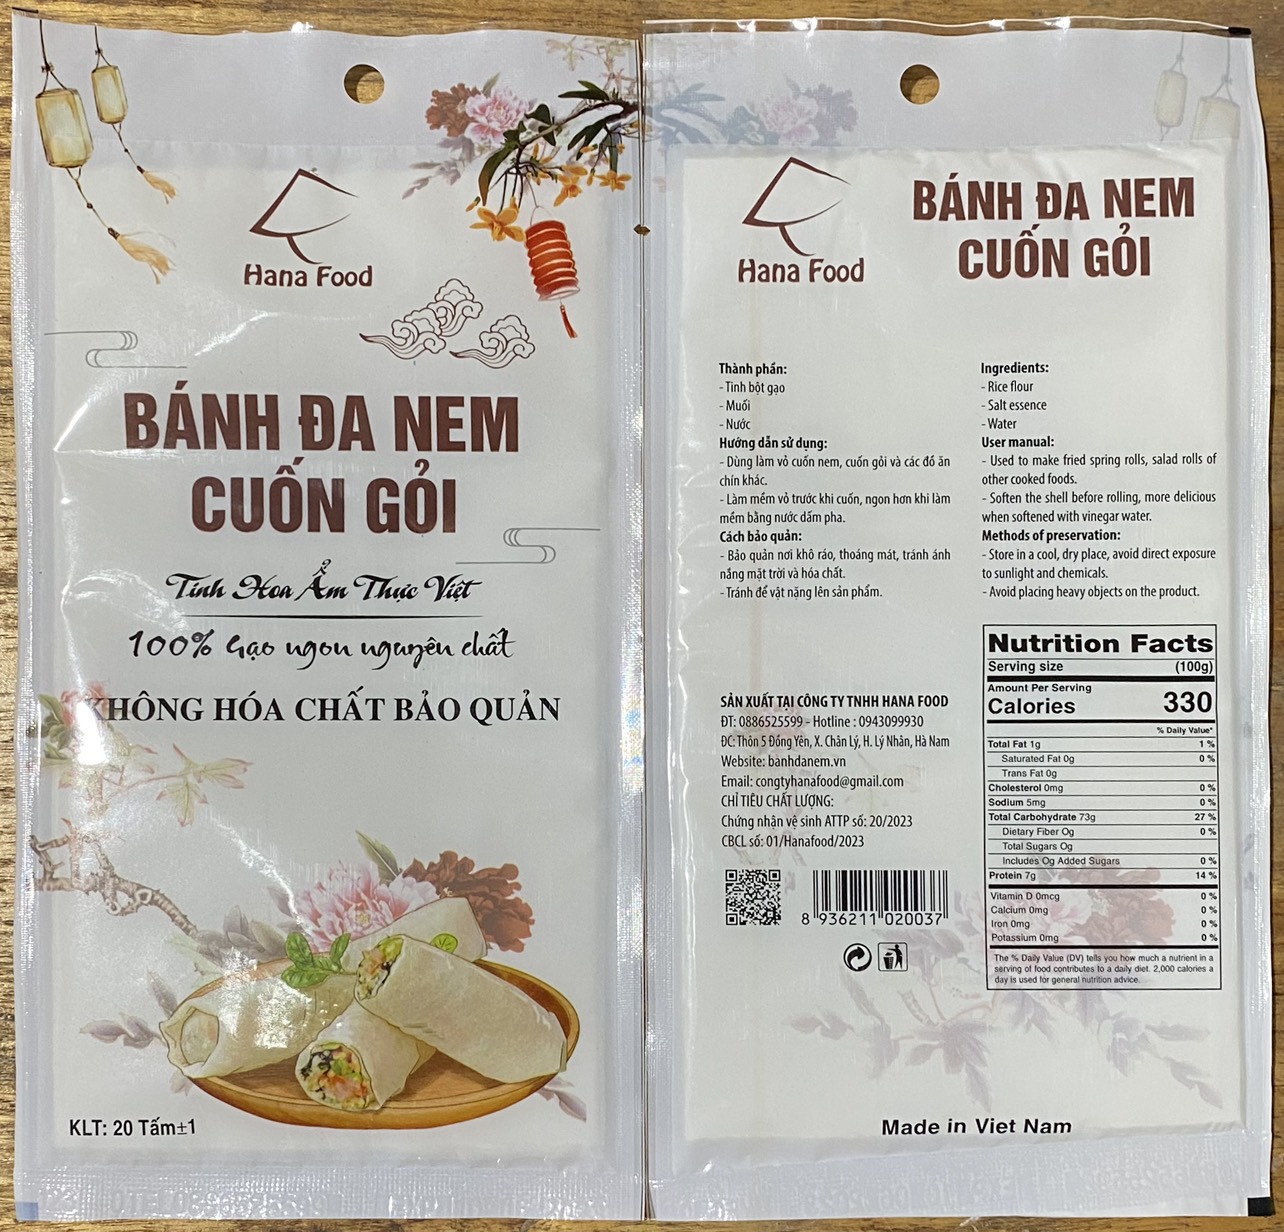 Hana Food
BÁNH ĐA NEM
CUỐN GỎI
Tinh Hoa Ẩm Thực Việt
100% Gạo ngon nguyên chất
KHÔNG HÓA CHẤT BẢO QUẢN
KLT: 20 Tấm±1
Hana Food
BÁNH ĐA NEM
CUỐN GỎI
Thành phần:
- Tinh bột gạo
- Muối
- Nước
Hướng dẫn sử dụng:
- Dùng làm vỏ cuốn nem, cuốn gỏi và các đồ ăn
chín khác.
- Làm mềm vỏ trước khi cuốn, ngon hơn khi làm
mềm bằng nước dấm pha.
Cách bảo quản:
- Bảo quản nơi khô ráo, thoáng mát, tránh ánh
nắng mặt trời và hóa chất.
- Tránh để vật nặng lên sản phẩm.
Ingredients:
- Rice flour
- Salt essence
- Water
User manual:
- Used to make fried spring rolls, salad rolls of
other cooked foods.
- Soften the shell before rolling, more delicious
when softened with vinegar water.
Methods of preservation:
- Store in a cool, dry place, avoid direct exposure
to sunlight and chemicals.
- Avoid placing heavy objects on the product.
SẢN XUẤT TẠI CÔNG TY TNHH HANA FOOD
ĐT: 0886525599 - Hotline : 0943099930
ĐC: Thôn 5 Đồng Yên, X. Chân Lý, H. Lý Nhân, Hà Nam
Website: banhdanem.vn
Email: congtyhanafood@gmail.com
CHỈ TIÊU CHẤT LƯỢNG:
Chứng nhận vệ sinh ATTP số: 20/2023
CBCL số: 01/Hanafood/2023
8 936211 020037
Nutrition Facts
Serving size (100g)
Amount Per Serving
Calories 330
% Daily Value*
Total Fat 1g 1 %
Saturated Fat 0g 0 %
Trans Fat 0g
Cholesterol 0mg 0 %
Sodium 5mg 0 %
Total Carbohydrate 73g 27 %
Dietary Fiber Og 0 %
Total Sugars Og
Includes Og Added Sugars 0 %
Protein 7g 14 %
Vitamin D 0mcg 0 %
Calcium 0mg 0 %
Iron 0mg 0 %
Potassium 0mg 0 %
The % Daily Value (DV) tells you how much a nutrient in a
serving of food contributes to a daily diet. 2,000 calories a
day is used for general nutrition advice.
Made in Viet Nam